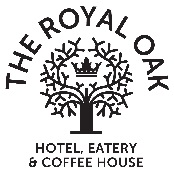 THE ROYAL OAK
HOTEL, EATERY
& COFFEE HOUSE